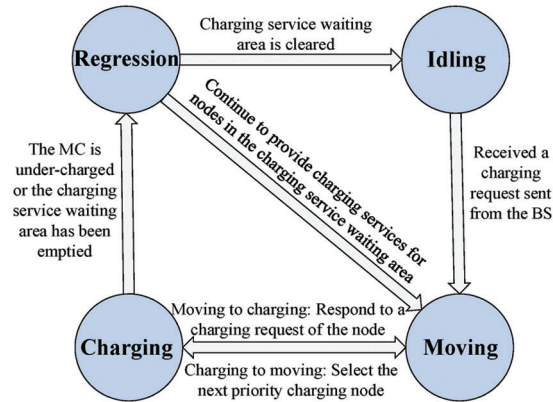 Charging service waiting
area is cleared
Regression
Idling
Continue to provide charging services for
nodes in the charging service waiting area
The MC is
under-charged
or the charging
service waiting
area has been
emptied
Received a
charging
request sent
from the BS
Moving to charging: Respond to a
charging request of the node
Charging
Moving
Charging to moving: Select the
next priority charging node